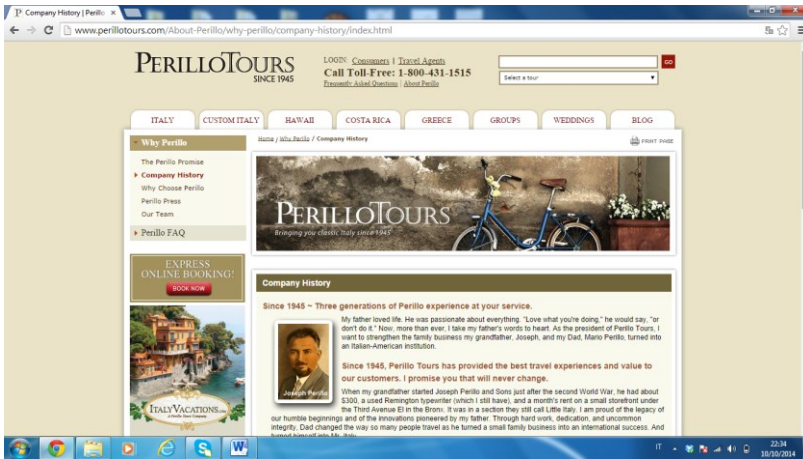 Company History | Perillo
www.perillotours.com/About-Perillo/why-perillo/company-history/index.html
PERILLOTOURS
SINCE 1945
LOGIN: Consumers | Travel Agents
Call Toll-Free: 1-800-431-1515
Frequently Asked Questions | About Perillo
GO
Select a tour
ITALY CUSTOM ITALY HAWAII COSTA RICA GREECE GROUPS WEDDINGS BLOG
Why Perillo
The Perillo Promise
Company History
Why Choose Perillo
Perillo Press
Our Team
Perillo FAQ
Home / Why Perillo / Company History
PRINT PAGE
PERILLOTOURS
Bringing you classic Italy since 1945
EXPRESS
ONLINE BOOKING!
BOOK NOW
ITALYVACATIONS.com
A Perillo Tours Company
Company History
Since 1945 ~ Three generations of Perillo experience at your service.
Joseph Perillo
My father loved life. He was passionate about everything. "Love what you're doing," he would say, "or
don't do it." Now, more than ever, I take my father's words to heart. As the president of Perillo Tours, I
want to strengthen the family business my grandfather, Joseph, and my Dad, Mario Perillo, turned into
an Italian-American institution.
Since 1945, Perillo Tours has provided the best travel experiences and value to
our customers. I promise you that will never change.
When my grandfather started Joseph Perillo and Sons just after the second World War, he had about
$300, a used Remington typewriter (which I still have), and a month's rent on a small storefront under
the Third Avenue El in the Bronx. It was in a section they still call Little Italy. I am proud of the legacy of
our humble beginnings and of the innovations pioneered by my father. Through hard work, dedication, and uncommon
integrity, Dad changed the way so many people travel as he turned a small family business into an international success. And
turned himself into Mr. Italy.
IT
22:34
10/10/2014